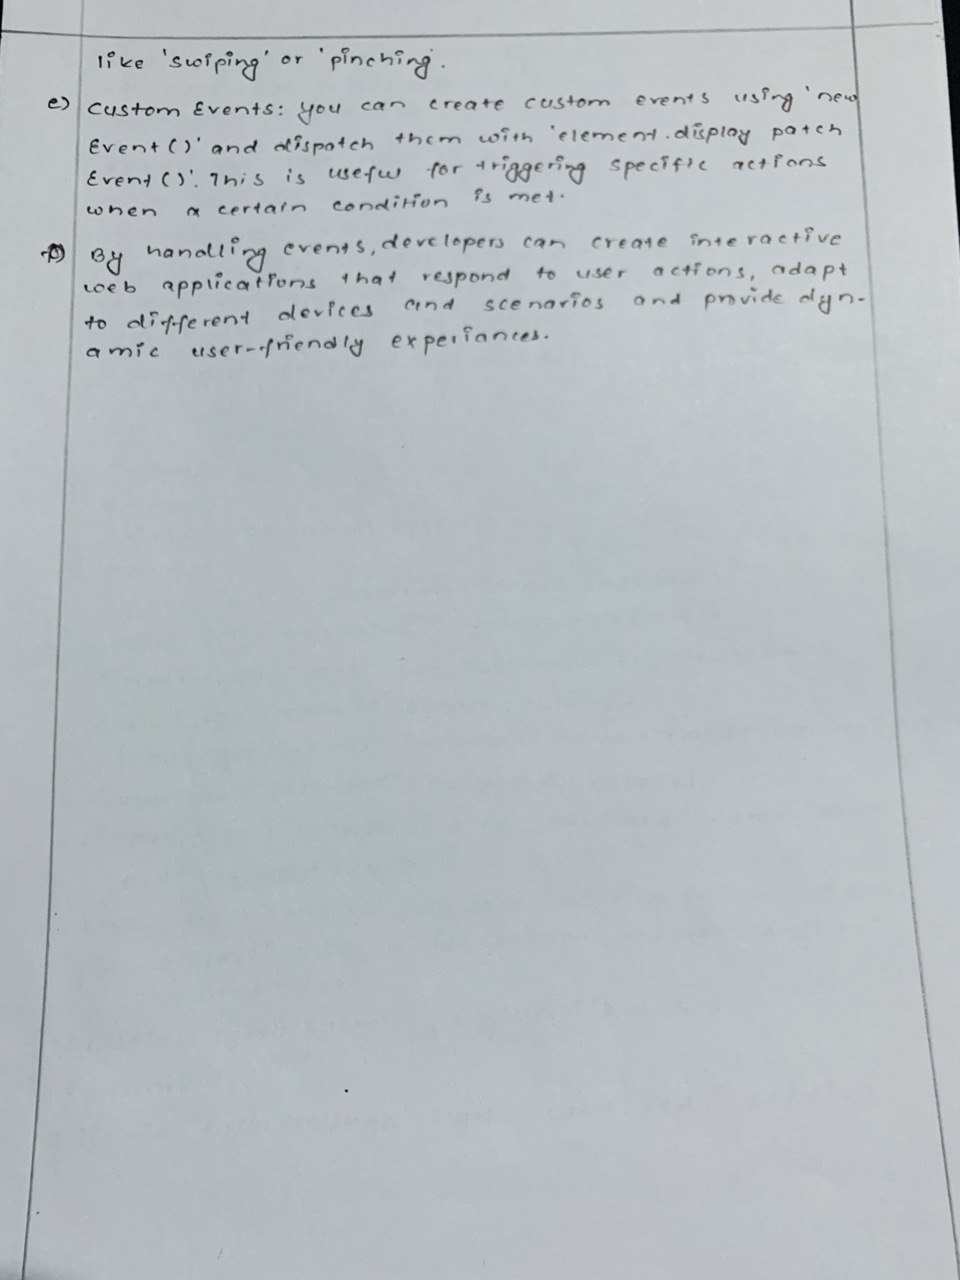 like 'swiping' or 'pinching'.
e) Custom Events: you can create custom events using 'new
Event ()' and dispatch them with 'element.display patch
Event ()'. This is useful for triggering specific actions
when a certain condition is met.
By handling events, developers can create interactive
web applications that respond to user actions, adapt
to different devices and scenarios and provide dyn-
amic user-friendly experiances.